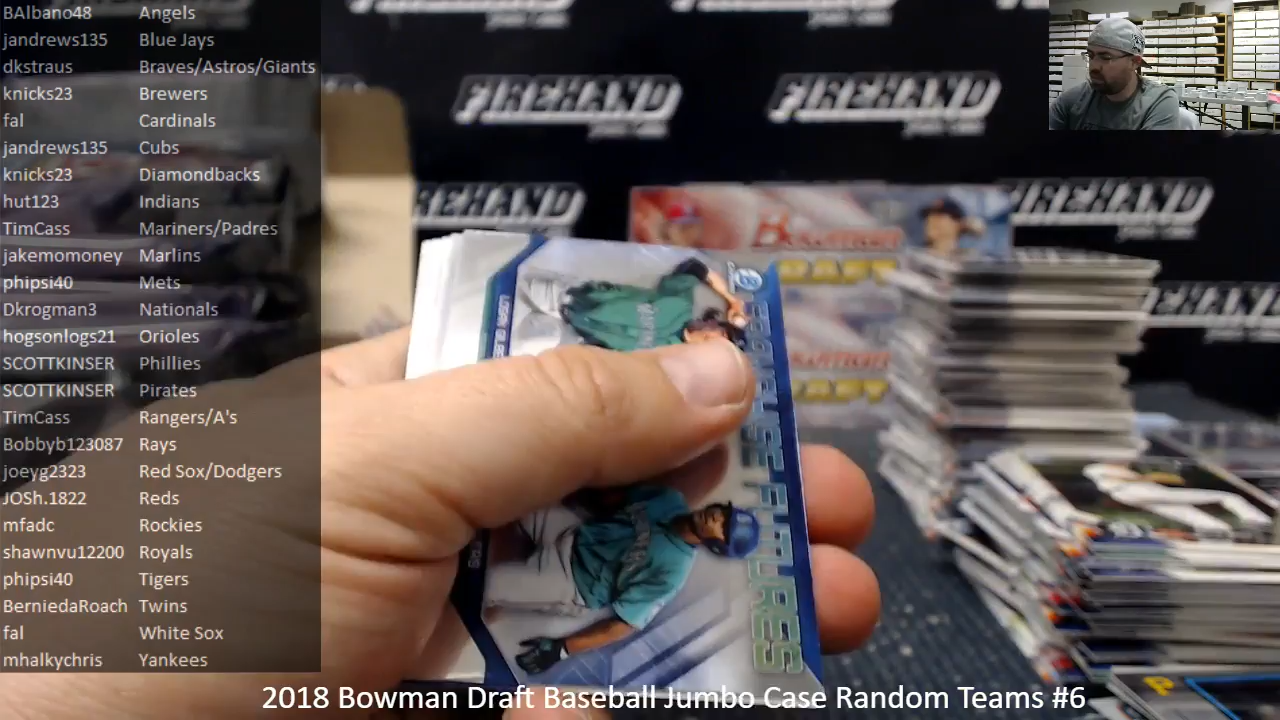 BAlbano48 Angels
jandrews135 Blue Jays
dkstraus Braves/Astros/Giants
knicks23 Brewers
fal Cardinals
jandrews135 Cubs
knicks23 Diamondbacks
hut123 Indians
TimCass Mariners/Padres
jakemomoney Marlins
phipsi40 Mets
Dkrogman3 Nationals
hogsonlogs21 Orioles
SCOTTKINSER Phillies
SCOTTKINSER Pirates
TimCass Rangers/A's
Bobbyb123087 Rays
joeyg2323 Red Sox/Dodgers
JOSh.1822 Reds
mfadc Rockies
shawnvu12200 Royals
phipsi40 Tigers
BerniedaRoach Twins
fal White Sox
mhalkychris Yankees
FIREHAND
FIREHAND
FIREHAND
FIREHAND
Bowman
DRAFT
DRAFT
FUTURES
2018 Bowman Draft Baseball Jumbo Case Random Teams #6